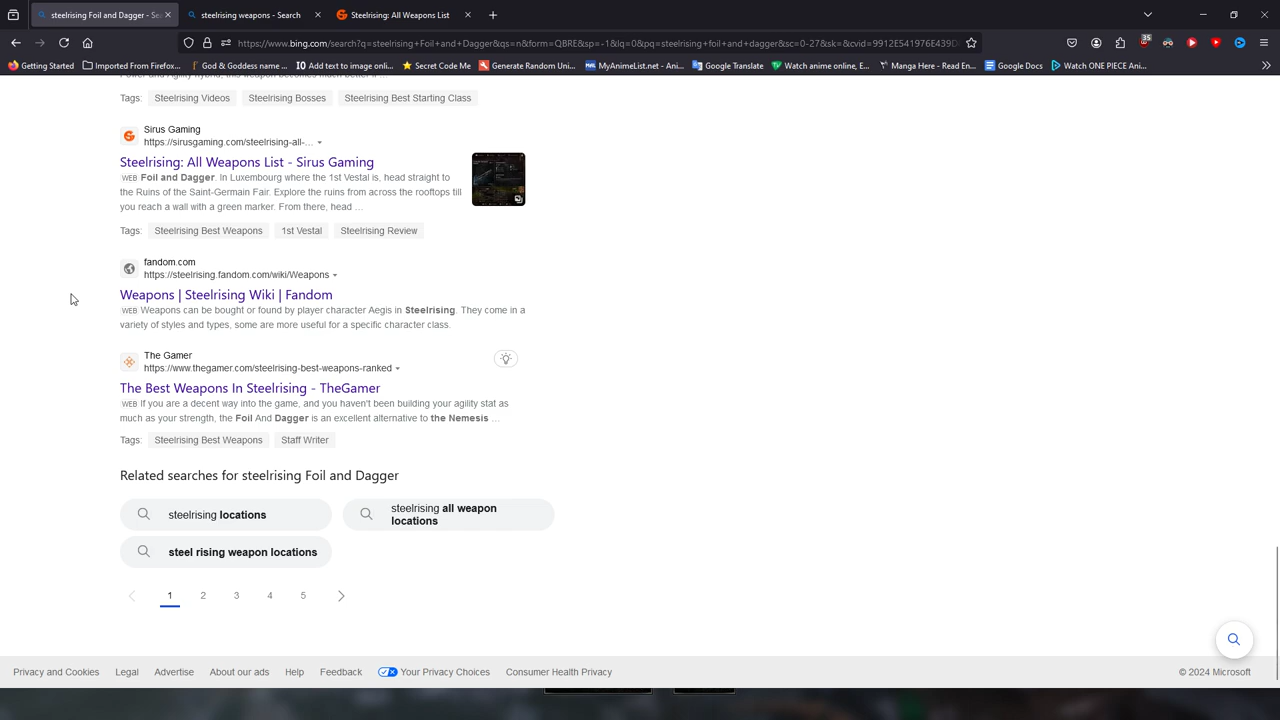 steelrising Foil and Dagger - Sea
steelrising weapons - Search
Steelrising: All Weapons List
https://www.bing.com/search?q=steelrising+Foil+and+Dagger&qs=n&form=QBRE&sp=-1&lq=0&pq=steelrising+foil+and+dagger&sc=0-27&sk=&cvid=9912E541976E439D
35
Getting Started
Imported From Firefox...
God & Goddess name ...
Add text to image onl...
Secret Code Me
Generate Random Uni...
MyAnimeList.net - Ani...
Google Translate
Watch anime online, E...
Manga Here - Read En...
Google Docs
Watch ONE PIECE Ani...
Power and Agility hybrid, this weapon becomes much better if ...
Tags: Steelrising Videos Steelrising Bosses Steelrising Best Starting Class
Sirus Gaming
https://sirusgaming.com/steelrising-all-...
Steelrising: All Weapons List - Sirus Gaming
WEB Foil and Dagger. In Luxembourg where the 1st Vestal is, head straight to
the Ruins of the Saint-Germain Fair. Explore the ruins from across the rooftops till
you reach a wall with a green marker. From there, head ...
Tags: Steelrising Best Weapons 1st Vestal Steelrising Review
fandom.com
https://steelrising.fandom.com/wiki/Weapons
Weapons | Steelrising Wiki | Fandom
WEB Weapons can be bought or found by player character Aegis in Steelrising. They come in a
variety of styles and types, some are more useful for a specific character class.
The Gamer
https://www.thegamer.com/steelrising-best-weapons-ranked
The Best Weapons In Steelrising - TheGamer
WEB If you are a decent way into the game, and you haven't been building your agility stat as
much as your strength, the Foil And Dagger is an excellent alternative to the Nemesis ...
Tags: Steelrising Best Weapons Staff Writer
Related searches for steelrising Foil and Dagger
steelrising locations
steelrising all weapon
locations
steel rising weapon locations
1 2 3 4 5
Privacy and Cookies Legal Advertise About our ads Help Feedback Your Privacy Choices Consumer Health Privacy © 2024 Microsoft